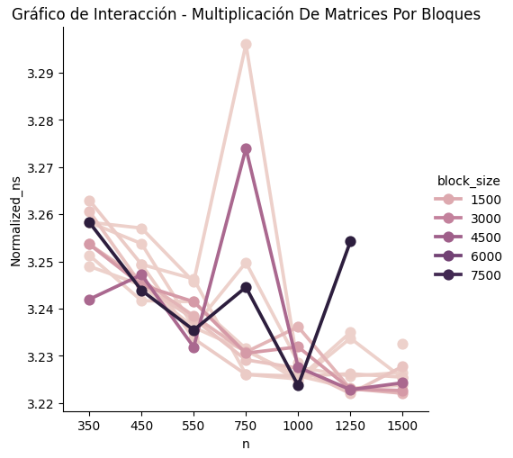 Gráfico de Interacción - Multiplicación De Matrices Por Bloques
3.29
3.28
3.27
3.26
3.25
3.24
3.23
3.22
Normalized_ns
350 450 550 750 1000 1250 1500
n
block_size
1500
3000
4500
6000
7500